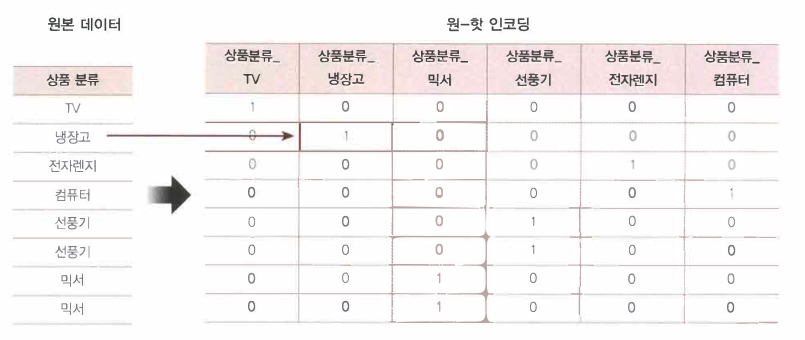 원본 데이터
원-핫 인코딩
상품 분류
TV
냉장고
전자렌지
컴퓨터
선풍기
선풍기
믹서
믹서
상품분류_TV 상품분류_냉장고 상품분류_믹서 상품분류_선풍기 상품분류_전자렌지 상품분류_컴퓨터
1 0 0 0 0 0
0 1 0 0 0 0
0 0 0 0 1 0
0 0 0 0 0 1
0 0 0 1 0 0
0 0 0 1 0 0
0 0 1 0 0 0
0 0 1 0 0 0